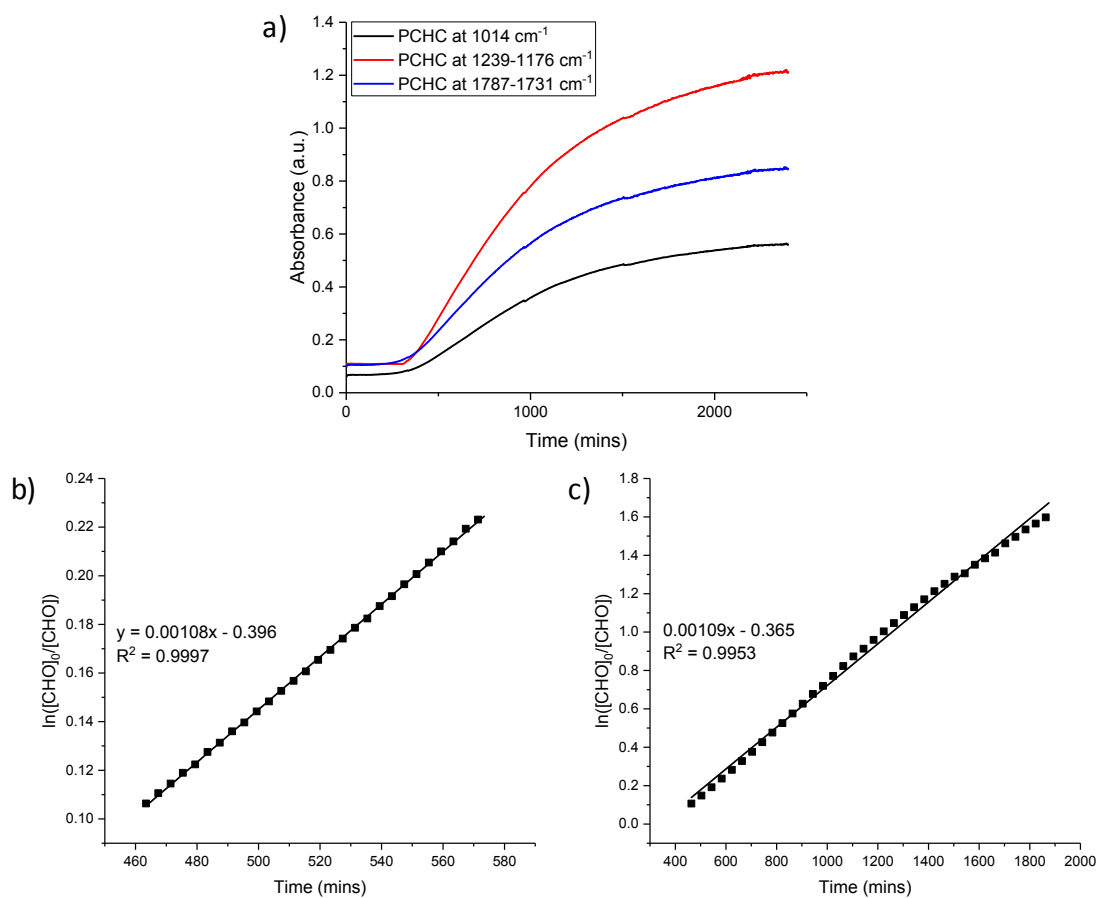 a)
PCHC at 1014 cm⁻¹
PCHC at 1239-1176 cm⁻¹
PCHC at 1787-1731 cm⁻¹
1.4
1.2
1.0
0.8
0.6
0.4
0.2
0.0
Absorbance (a.u.)
0
1000
2000
Time (mins)
b)
0.24
0.22
0.20
0.18
0.16
0.14
0.12
0.10
ln([CHO]₀/[CHO])
y = 0.00108x - 0.396
R² = 0.9997
460
480
500
520
540
560
580
Time (mins)
c)
1.8
1.6
1.4
1.2
1.0
0.8
0.6
0.4
0.2
0.0
ln([CHO]₀/[CHO])
0.00109x - 0.365
R² = 0.9953
400
600
800
1000
1200
1400
1600
1800
2000
Time (mins)